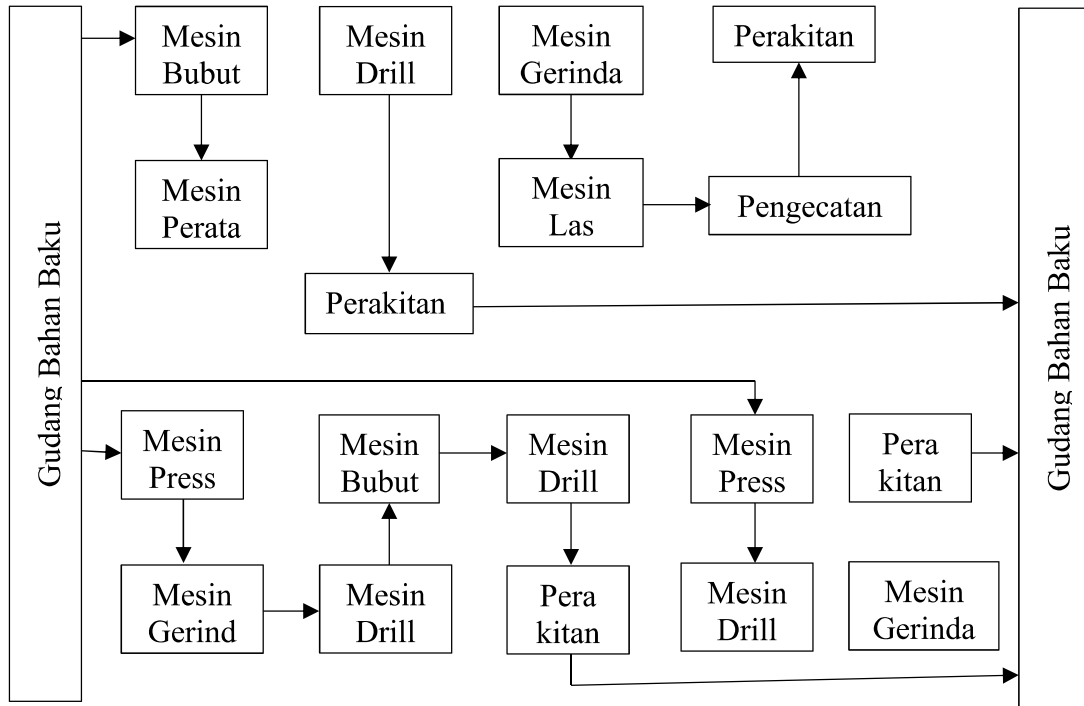 Gudang Bahan Baku
Mesin
Bubut
Mesin
Drill
Mesin
Gerinda
Perakitan
Mesin
Perata
Mesin
Las
Pengecatan
Perakitan
Mesin
Press
Mesin
Bubut
Mesin
Drill
Mesin
Press
Pera
kitan
Mesin
Gerind
Mesin
Drill
Pera
kitan
Mesin
Drill
Mesin
Gerinda
Gudang Bahan Baku